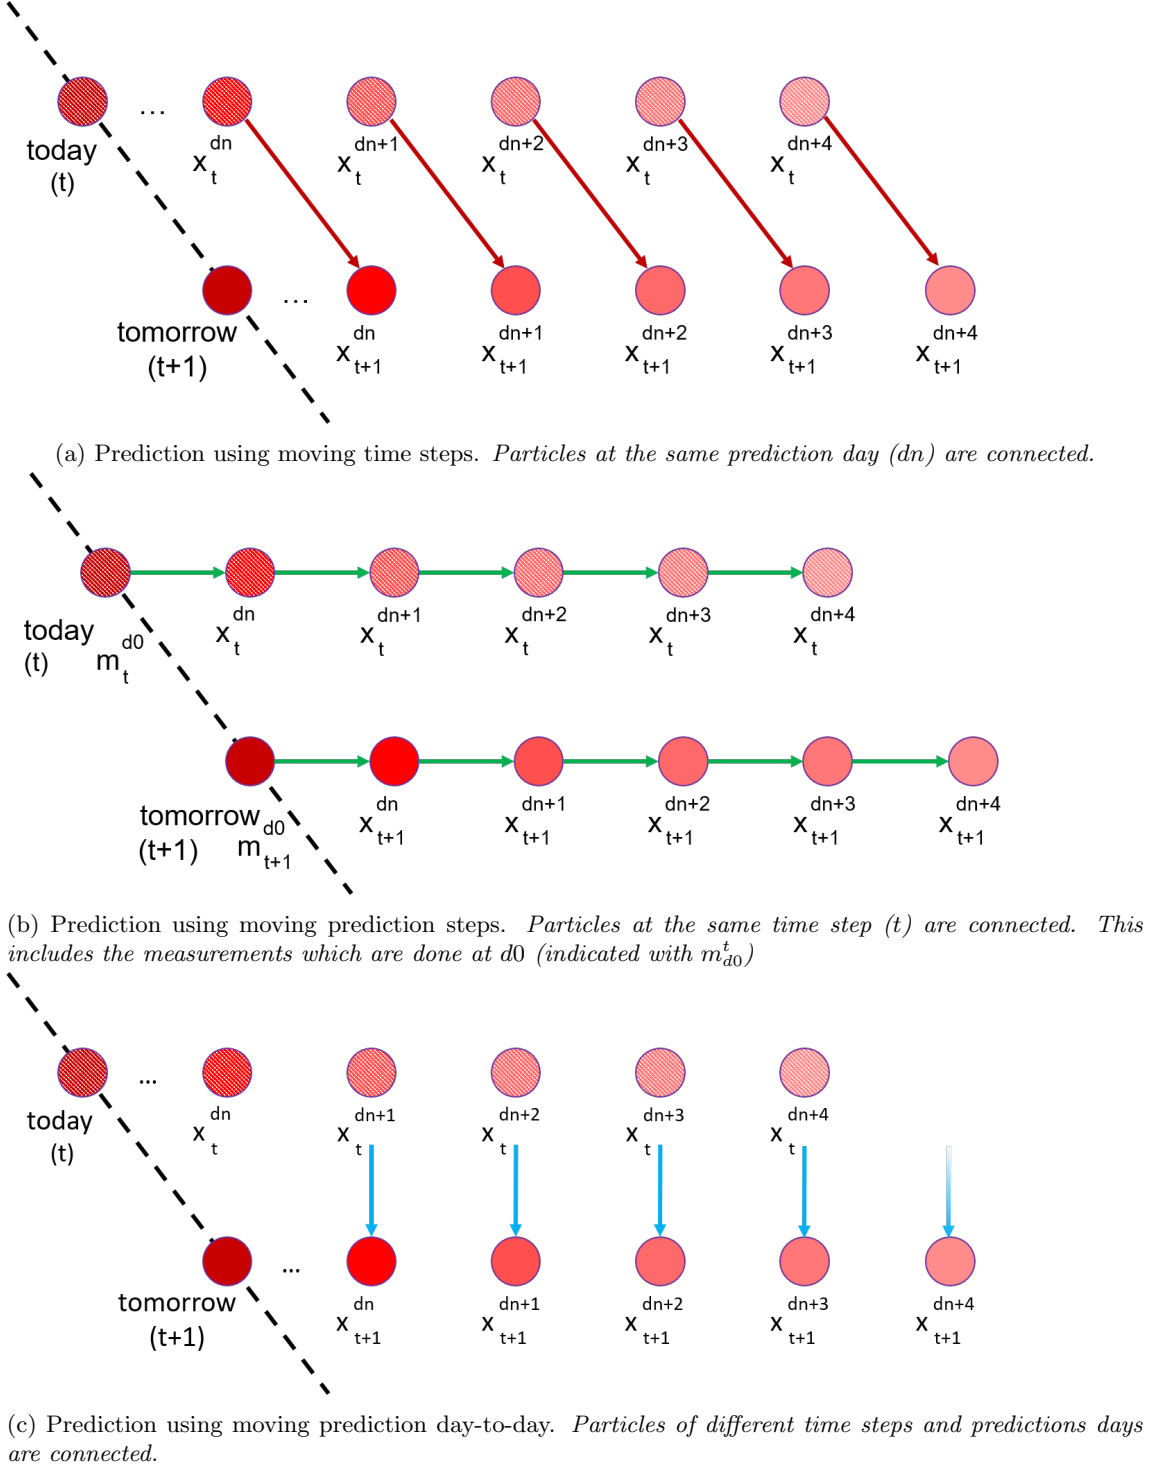 ...
today
(t)
x t dn
x t dn+1
x t dn+2
x t dn+3
x t dn+4
...
tomorrow
(t+1)
x t+1 dn
x t+1 dn+1
x t+1 dn+2
x t+1 dn+3
x t+1 dn+4
(a) Prediction using moving time steps. Particles at the same prediction day (dn) are connected.
today
(t)
m t d0
x t dn
x t dn+1
x t dn+2
x t dn+3
x t dn+4
tomorrow
(t+1)
m t+1 d0
x t+1 dn
x t+1 dn+1
x t+1 dn+2
x t+1 dn+3
x t+1 dn+4
(b) Prediction using moving prediction steps. Particles at the same time step (t) are connected. This
includes the measurements which are done at d0 (indicated with m^t_d0)
...
today
(t)
x t dn
x t dn+1
x t dn+2
x t dn+3
x t dn+4
...
tomorrow
(t+1)
x t+1 dn
x t+1 dn+1
x t+1 dn+2
x t+1 dn+3
x t+1 dn+4
(c) Prediction using moving prediction day-to-day. Particles of different time steps and predictions days
are connected.